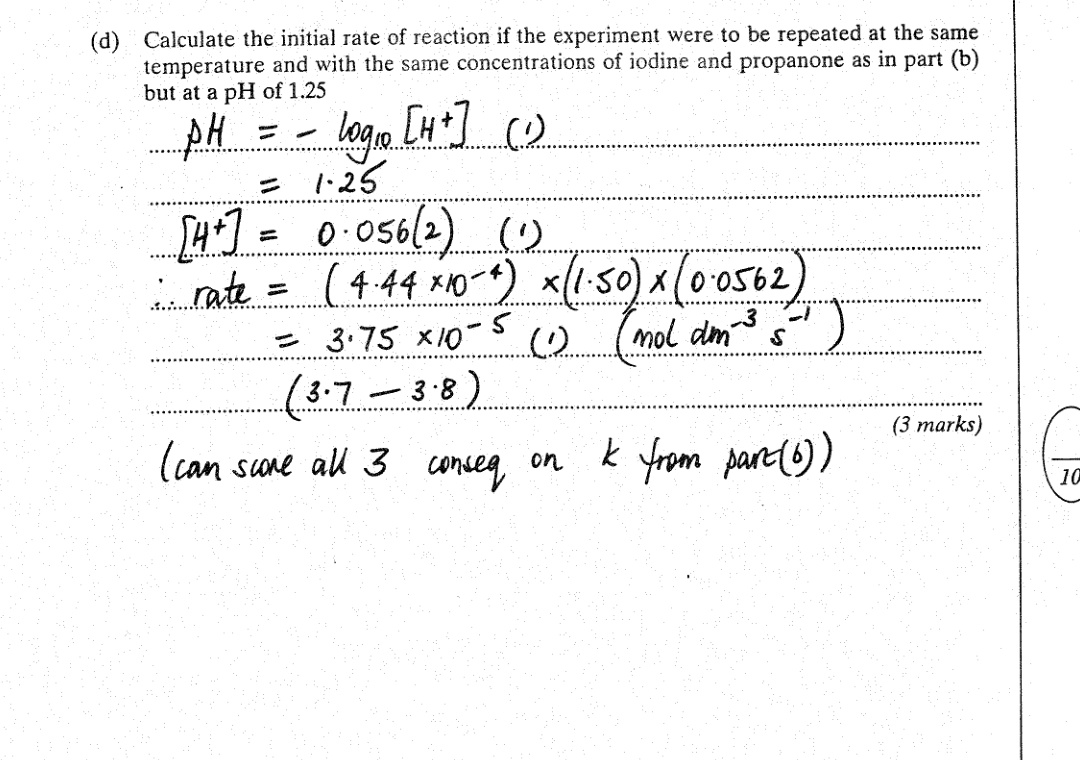 (d) Calculate the initial rate of reaction if the experiment were to be repeated at the same
temperature and with the same concentrations of iodine and propanone as in part (b)
but at a pH of 1.25
pH = - log₁₀ [H⁺] (1)
= 1.25
[H⁺] = 0.056(2) (1)
∴ rate = (4.44 ×10⁻⁴) ×(1.50) × (0.0562)
= 3.75 ×10⁻⁵ (1) (mol dm⁻³ s⁻¹)
(3.7 – 3.8)
(3 marks)
(can score all 3 conseq on k from part(b))
10